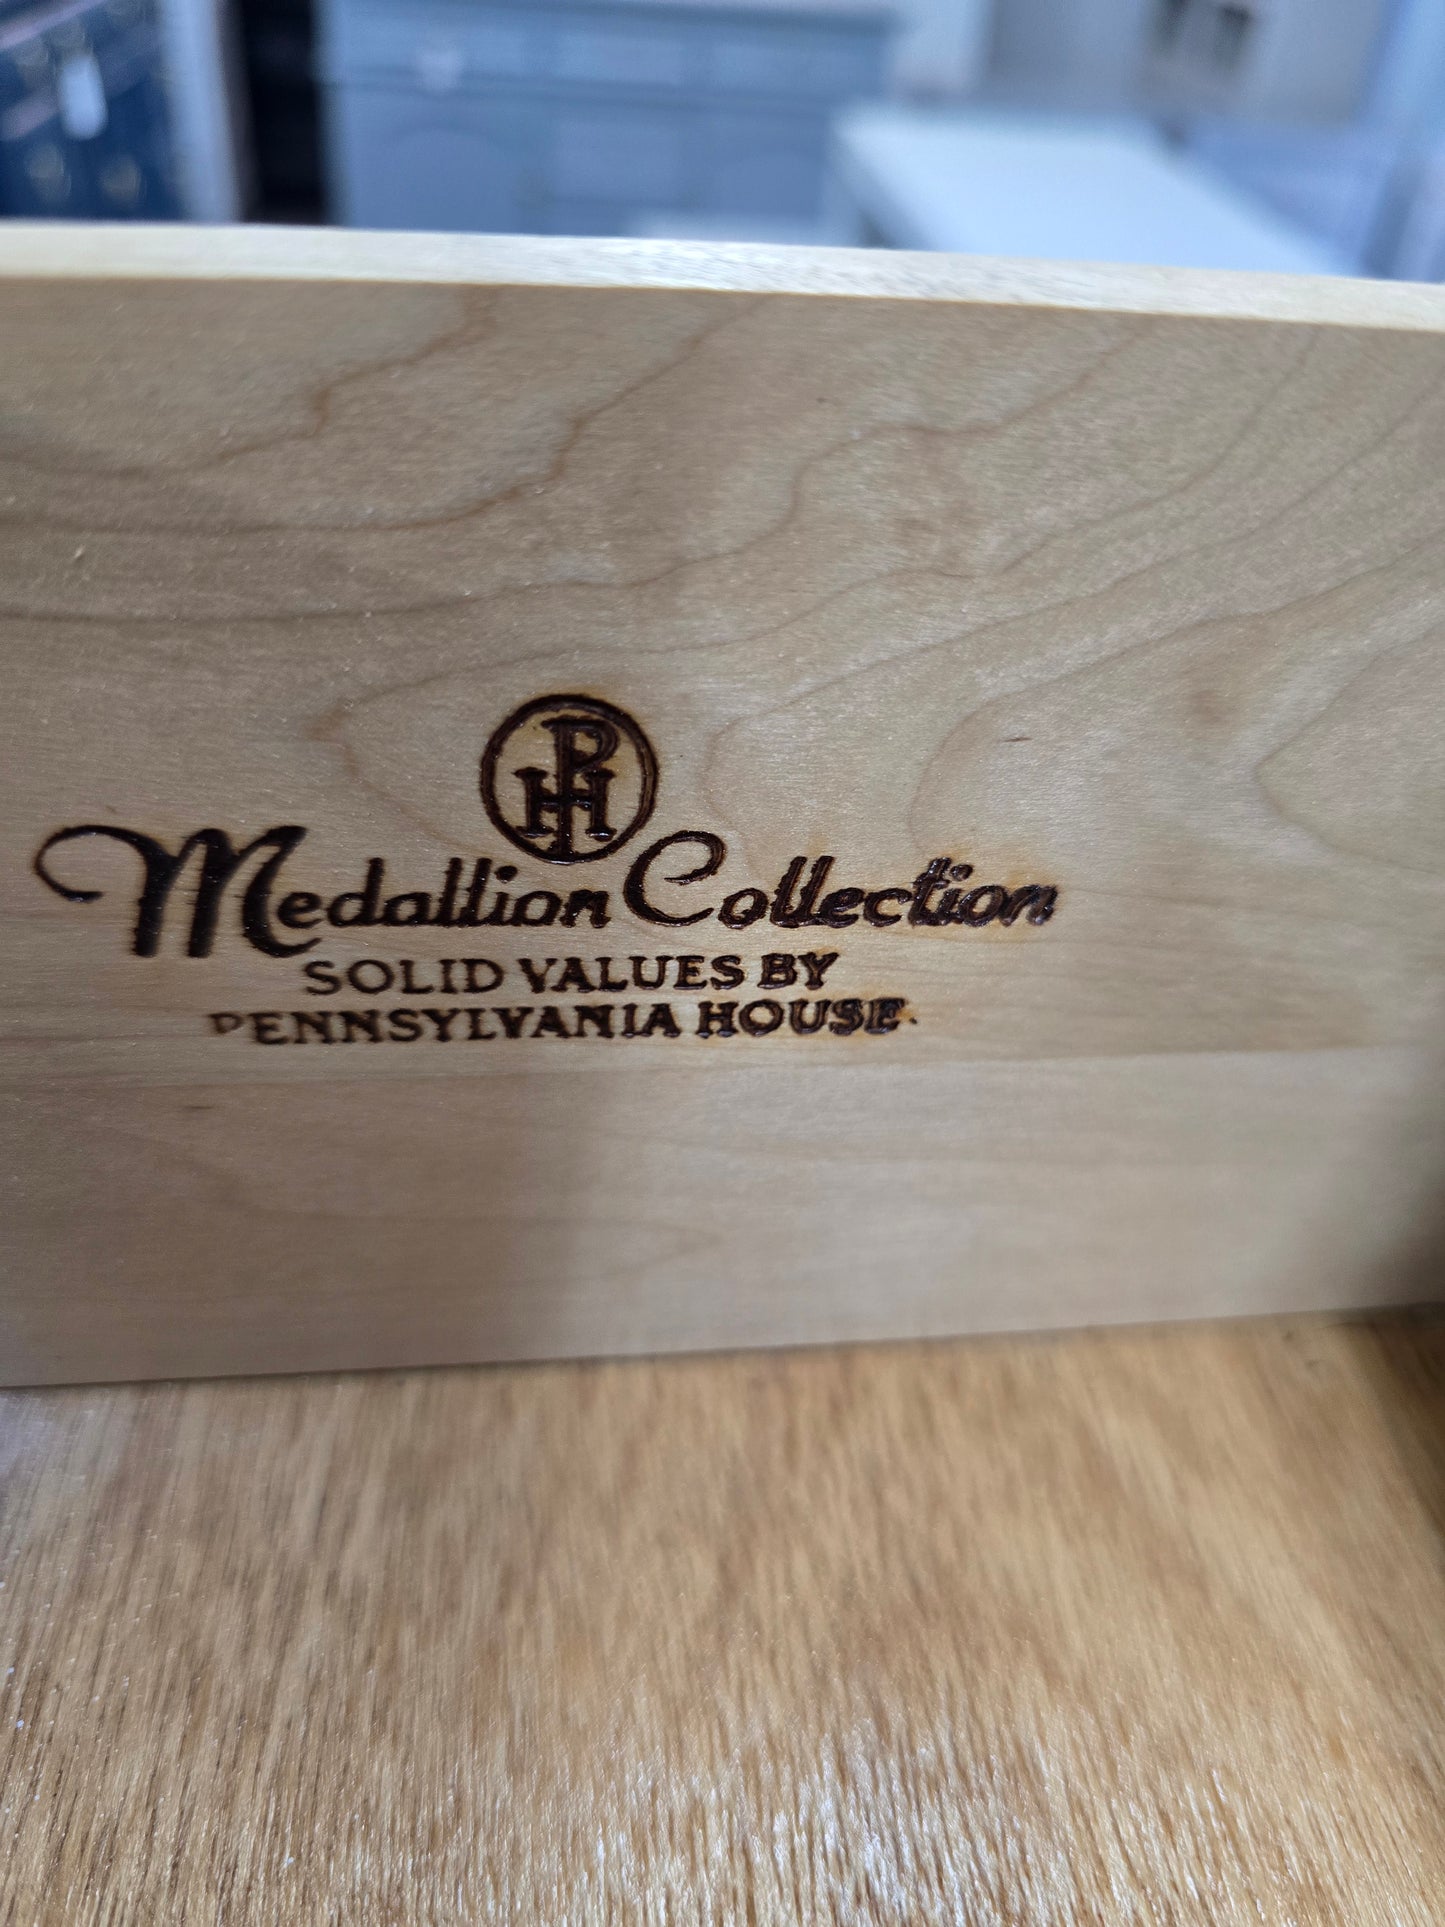 PH
Medallion Collection
SOLID VALUES BY
PENNSYLVANIA HOUSE.